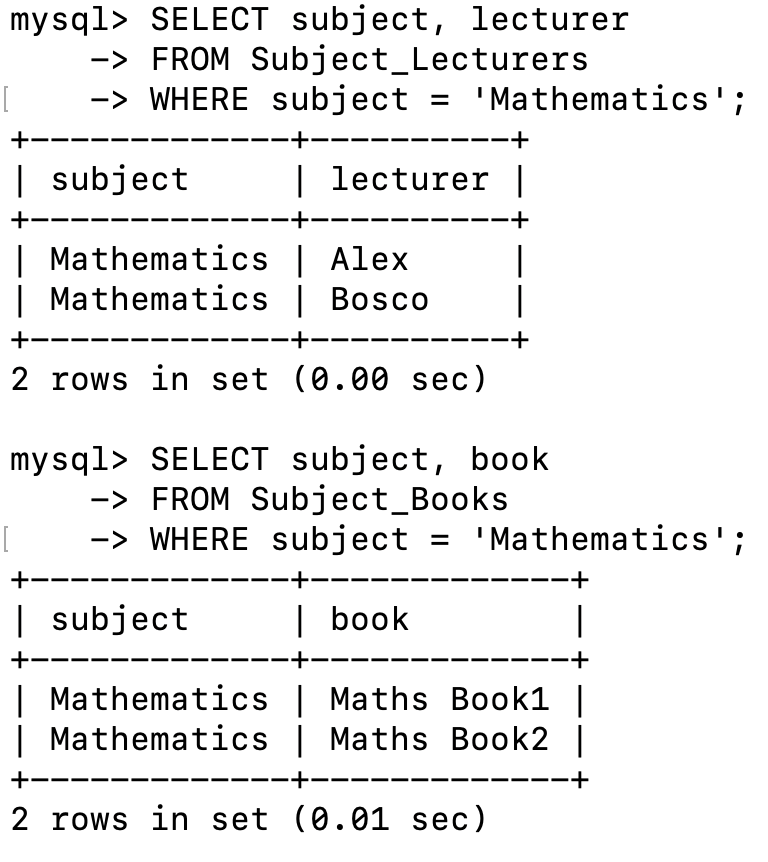 mysql> SELECT subject, lecturer
    -> FROM Subject_Lecturers
[    -> WHERE subject = 'Mathematics';
+-------------+----------+
| subject     | lecturer |
+-------------+----------+
| Mathematics | Alex     |
| Mathematics | Bosco    |
+-------------+----------+
2 rows in set (0.00 sec)

mysql> SELECT subject, book
    -> FROM Subject_Books
[    -> WHERE subject = 'Mathematics';
+-------------+-------------+
| subject     | book        |
+-------------+-------------+
| Mathematics | Maths Book1 |
| Mathematics | Maths Book2 |
+-------------+-------------+
2 rows in set (0.01 sec)